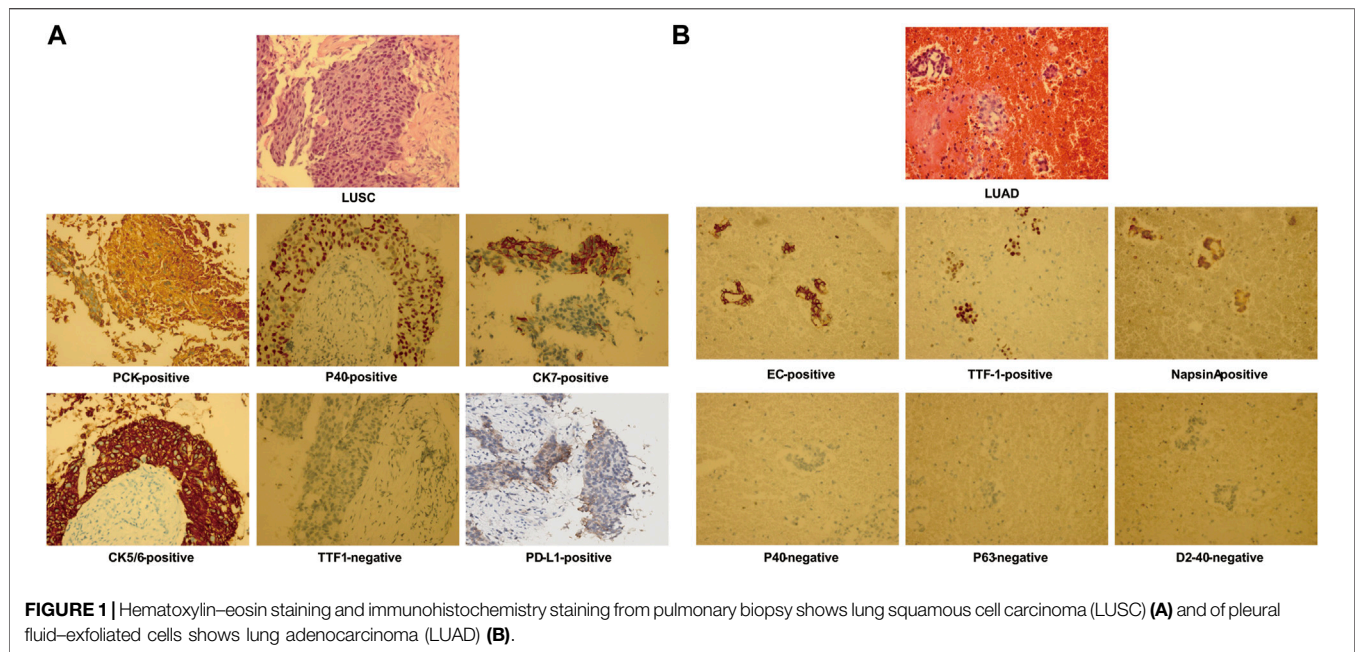 A
B
LUSC
LUAD
PCK-positive
P40-positive
CK7-positive
EC-positive
TTF-1-positive
NapsinApositive
CK5/6-positive
TTF1-negative
PD-L1-positive
P40-negative
P63-negative
D2-40-negative
FIGURE 1 | Hematoxylin–eosin staining and immunohistochemistry staining from pulmonary biopsy shows lung squamous cell carcinoma (LUSC) (A) and of pleural
fluid–exfoliated cells shows lung adenocarcinoma (LUAD) (B).